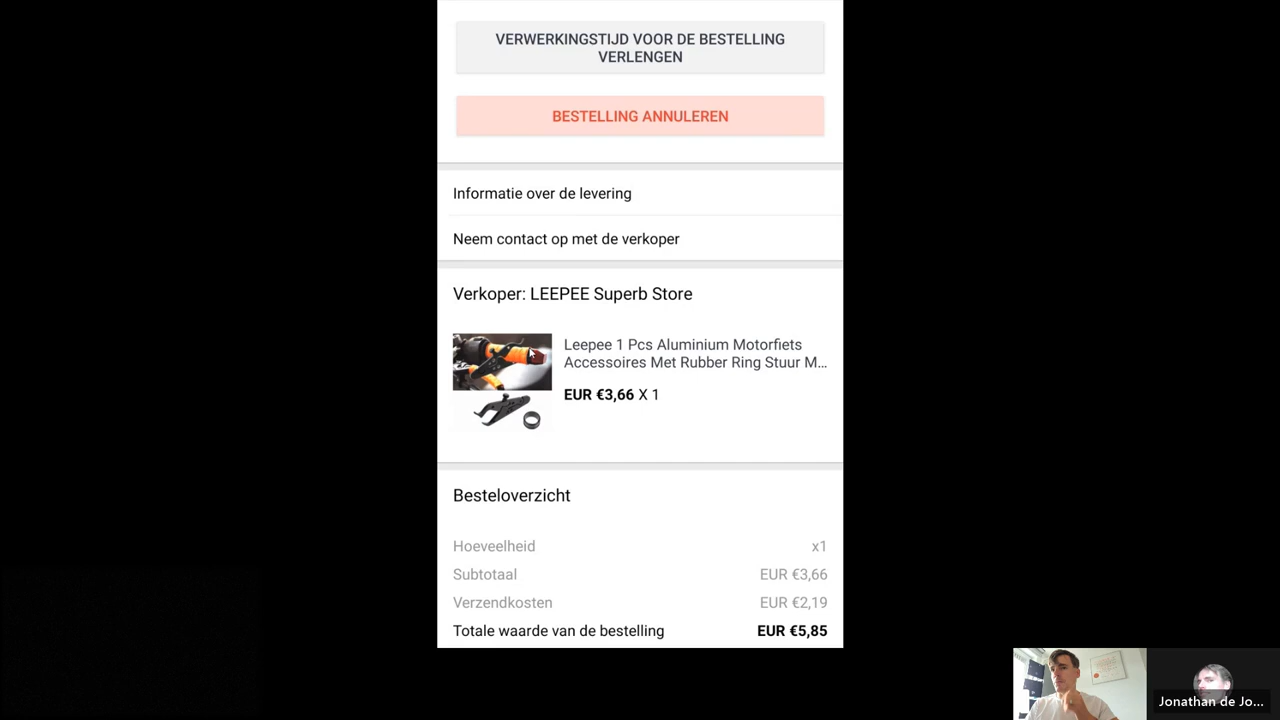 VERWERKINGSTIJD VOOR DE BESTELLING
VERLENGEN
BESTELLING ANNULEREN
Informatie over de levering
Neem contact op met de verkoper
Verkoper: LEEPEE Superb Store
Leepee 1 Pcs Aluminium Motorfiets
Accessoires Met Rubber Ring Stuur M...
EUR €3,66 X 1
Besteloverzicht
Hoeveelheid x1
Subtotaal EUR €3,66
Verzendkosten EUR €2,19
Totale waarde van de bestelling EUR €5,85
Jonathan de Jo...